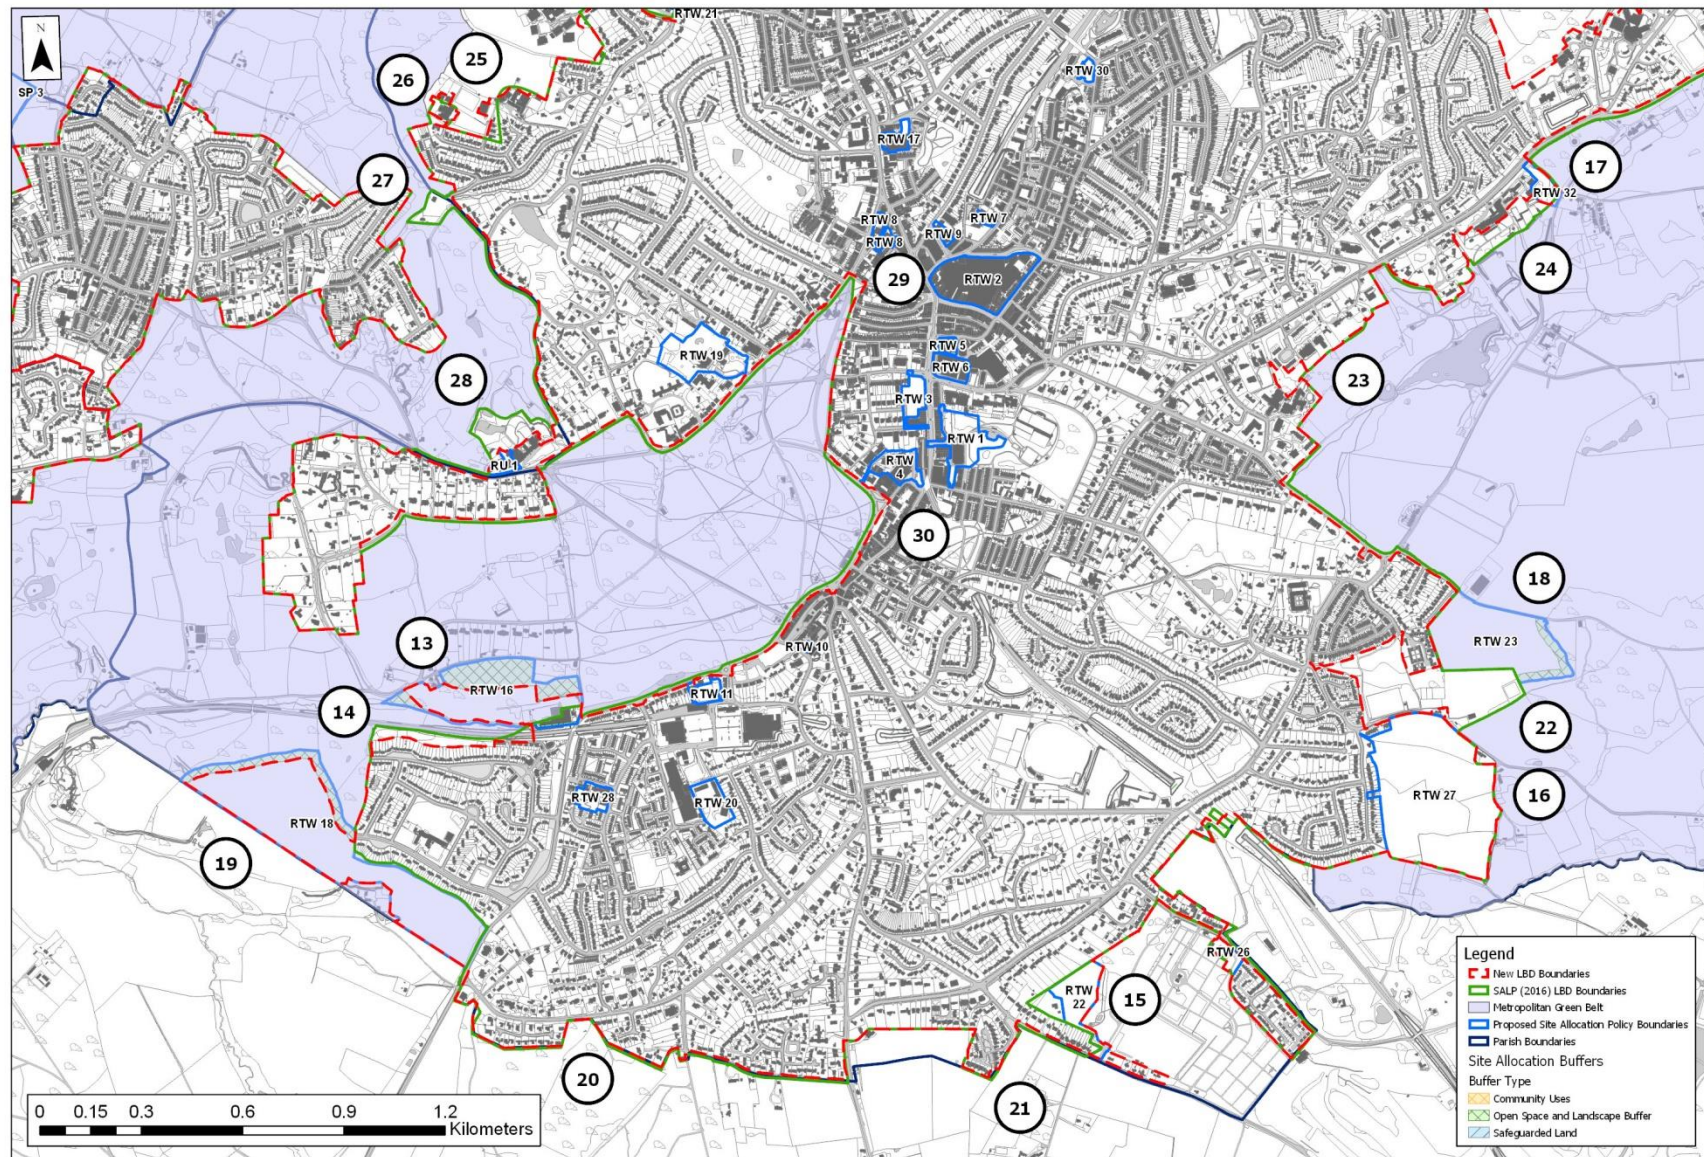 RTW 21
N
25
26
RTW 30
SP 3
RTW 17
17
27
RTW 32
RTW 8
RTW 7
RTW 8
RTW 9
24
29
RTW 2
RTW 5
RTW 19
RTW 6
28
23
RTW 3
RTW 1
RU 1
RTW
4
30
18
13
RTW 23
RTW 10
RTW 16
RTW 11
14
22
RTW 28
RTW 20
RTW 27
16
RTW 18
19
RTW 26
RTW
22
15
20
21
Legend
New LBD Boundaries
SALP (2016) LBD Boundaries
Metropolitan Green Belt
Proposed Site Allocation Policy Boundaries
Parish Boundaries
Site Allocation Buffers
Buffer Type
Community Uses
Open Space and Landscape Buffer
Safeguarded Land
0 0.15 0.3 0.6 0.9 1.2
Kilometers